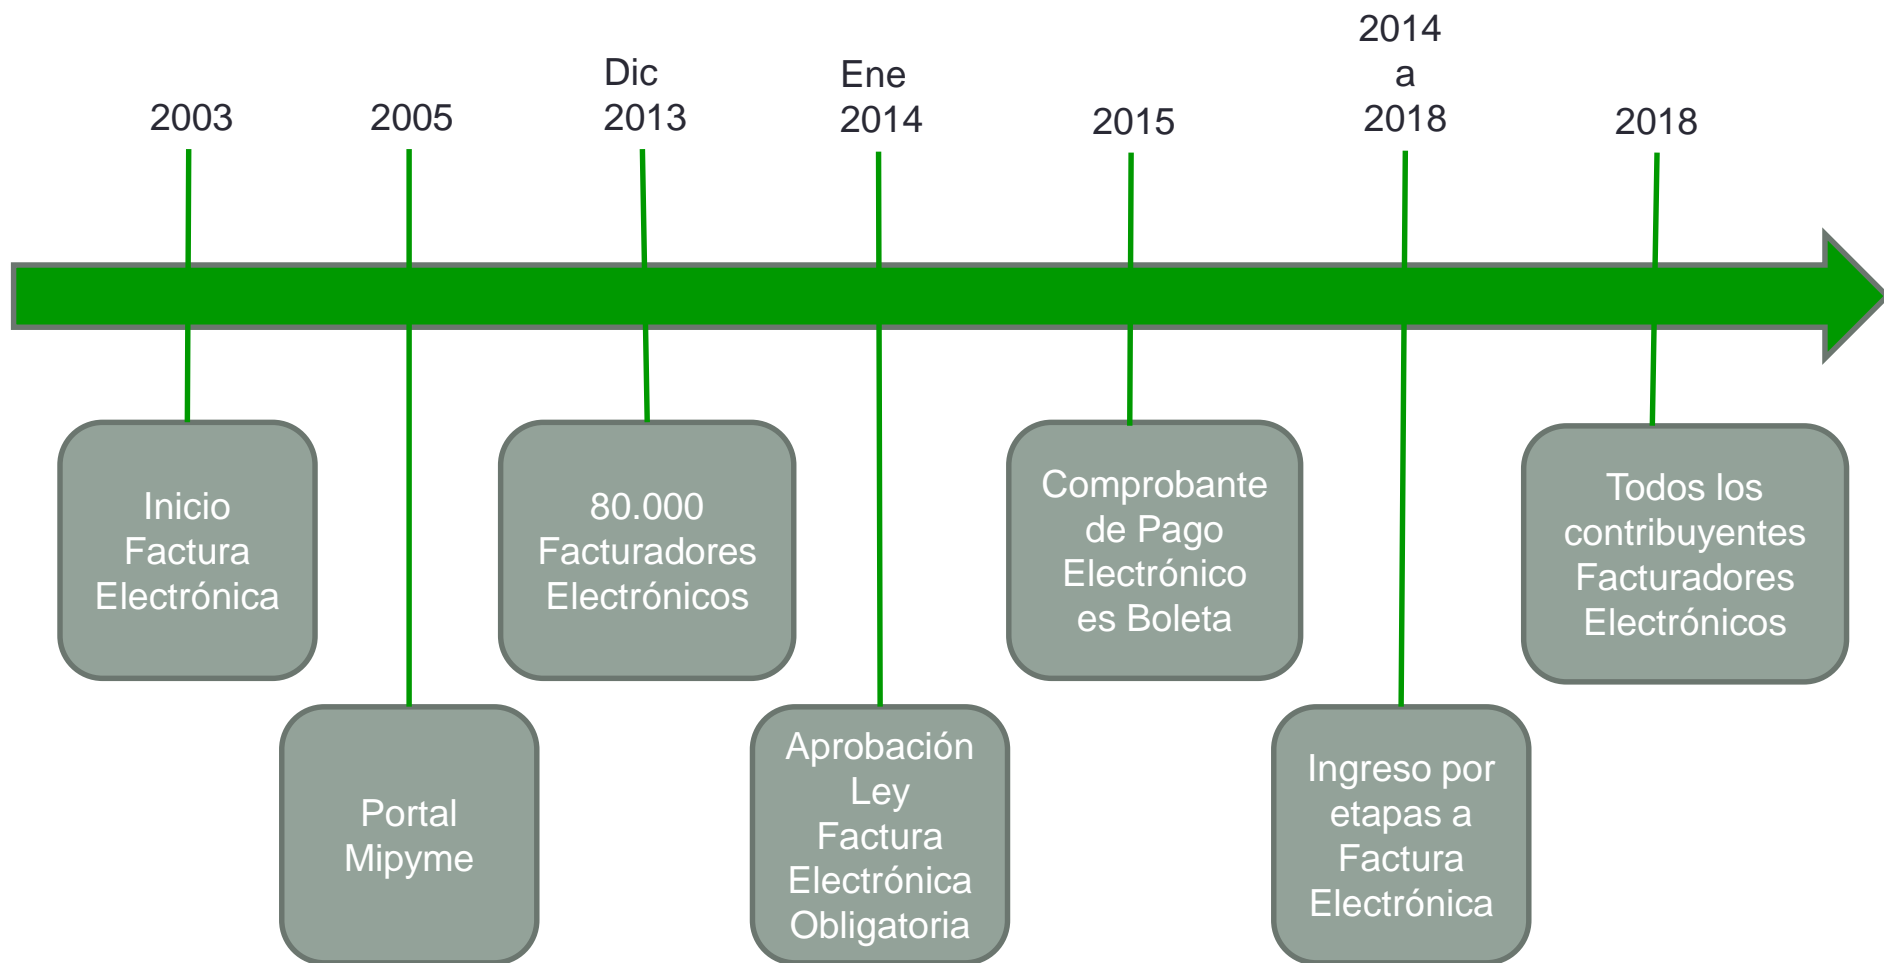 2003
2005
Dic
2013
Ene
2014
2015
2014
a
2018
2018
Inicio
Factura
Electrónica
Portal
Mipyme
80.000
Facturadores
Electrónicos
Aprobación
Ley
Factura
Electrónica
Obligatoria
Comprobante
de Pago
Electrónico
es Boleta
Ingreso por
etapas a
Factura
Electrónica
Todos los
contribuyentes
Facturadores
Electrónicos